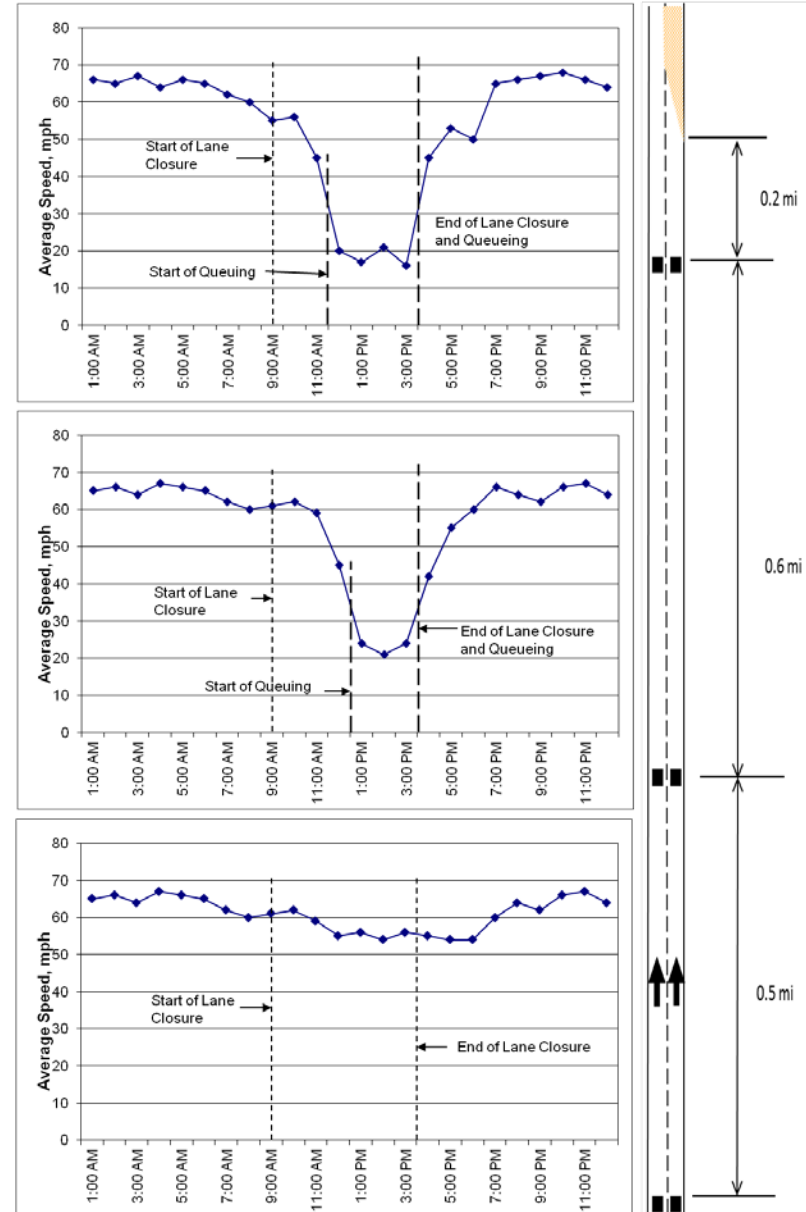 80
70
60
50
40
30
20
10
0
Average Speed, mph
Start of Lane
Closure
Start of Queuing
End of Lane Closure
and Queueing
1:00 AM
3:00 AM
5:00 AM
7:00 AM
9:00 AM
11:00 AM
1:00 PM
3:00 PM
5:00 PM
7:00 PM
9:00 PM
11:00 PM
80
70
60
50
40
30
20
10
0
Average Speed, mph
Start of Lane
Closure
Start of Queuing
End of Lane Closure
and Queueing
1:00 AM
3:00 AM
5:00 AM
7:00 AM
9:00 AM
11:00 AM
1:00 PM
3:00 PM
5:00 PM
7:00 PM
9:00 PM
11:00 PM
80
70
60
50
40
30
20
10
0
Average Speed, mph
Start of Lane
Closure
End of Lane Closure
1:00 AM
3:00 AM
5:00 AM
7:00 AM
9:00 AM
11:00 AM
1:00 PM
3:00 PM
5:00 PM
7:00 PM
9:00 PM
11:00 PM
0.2 mi
0.6 mi
0.5 mi